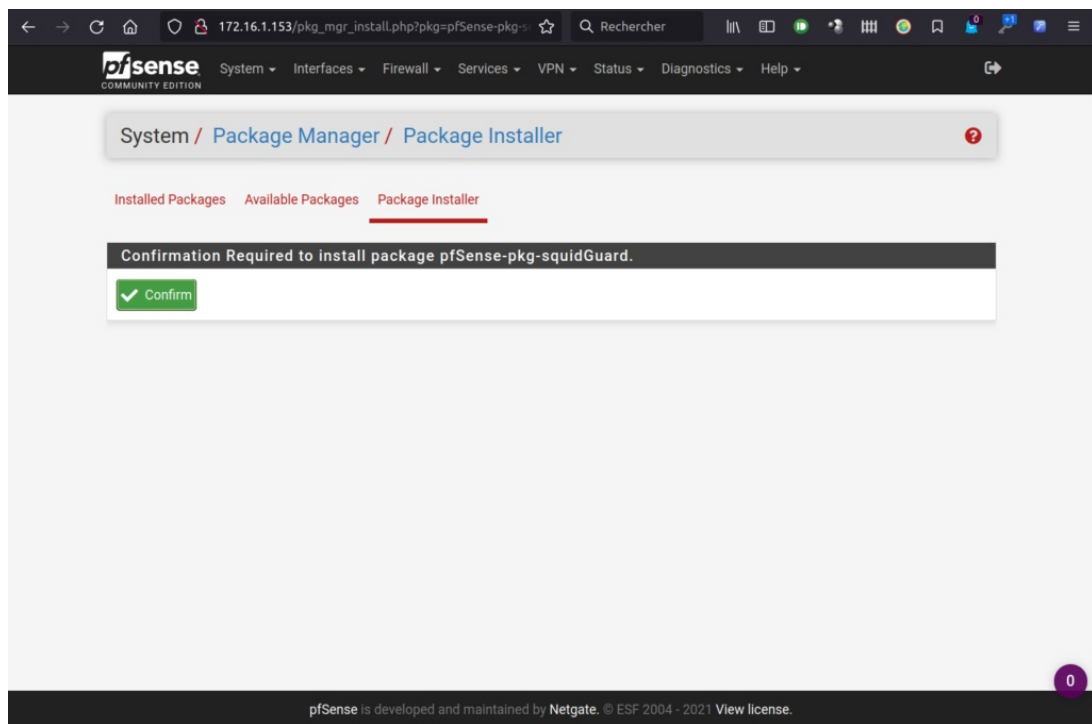 172.16.1.153/pkg_mgr_install.php?pkg=pfSense-pkg-s
Rechercher
0
+1
pfsense
COMMUNITY EDITION
System Interfaces Firewall Services VPN Status Diagnostics Help
System / Package Manager / Package Installer
Installed Packages Available Packages Package Installer
Confirmation Required to install package pfSense-pkg-squidGuard.
Confirm
0
pfSense is developed and maintained by Netgate. © ESF 2004 - 2021 View license.